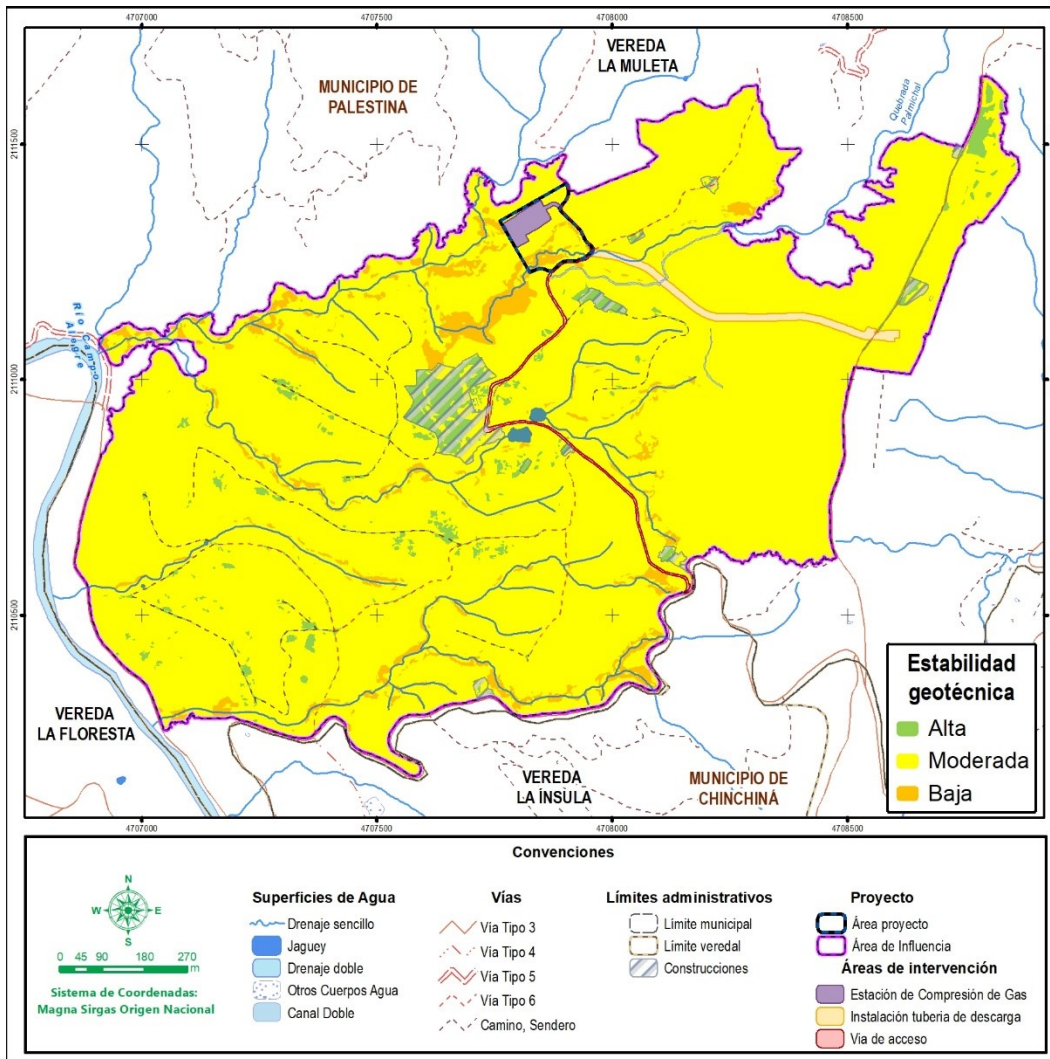 4707000
4707500
4708000
4708500
2111500
2111000
2110500
VEREDA
LA MULETA
MUNICIPIO DE
PALESTINA
Quebrada
Palmichal
Río Campo
Alegre
VEREDA
LA FLORESTA
VEREDA
LA ÍNSULA
MUNICIPIO DE
CHINCHINÁ
Estabilidad
geotécnica
Alta
Moderada
Baja
4707000
4707500
4708000
4708500
Convenciones
N
W
E
S
0 45 90 180 270
m
Sistema de Coordenadas:
Magna Sirgas Origen Nacional
Superficies de Agua
Drenaje sencillo
Jaguey
Drenaje doble
Otros Cuerpos Agua
Canal Doble
Vías
Vía Tipo 3
Vía Tipo 4
Vía Tipo 5
Vía Tipo 6
Camino, Sendero
Límites administrativos
Límite municipal
Límite veredal
Construcciones
Proyecto
Área proyecto
Área de Influencia
Áreas de intervención
Estación de Compresión de Gas
Instalación tuberia de descarga
Via de acceso